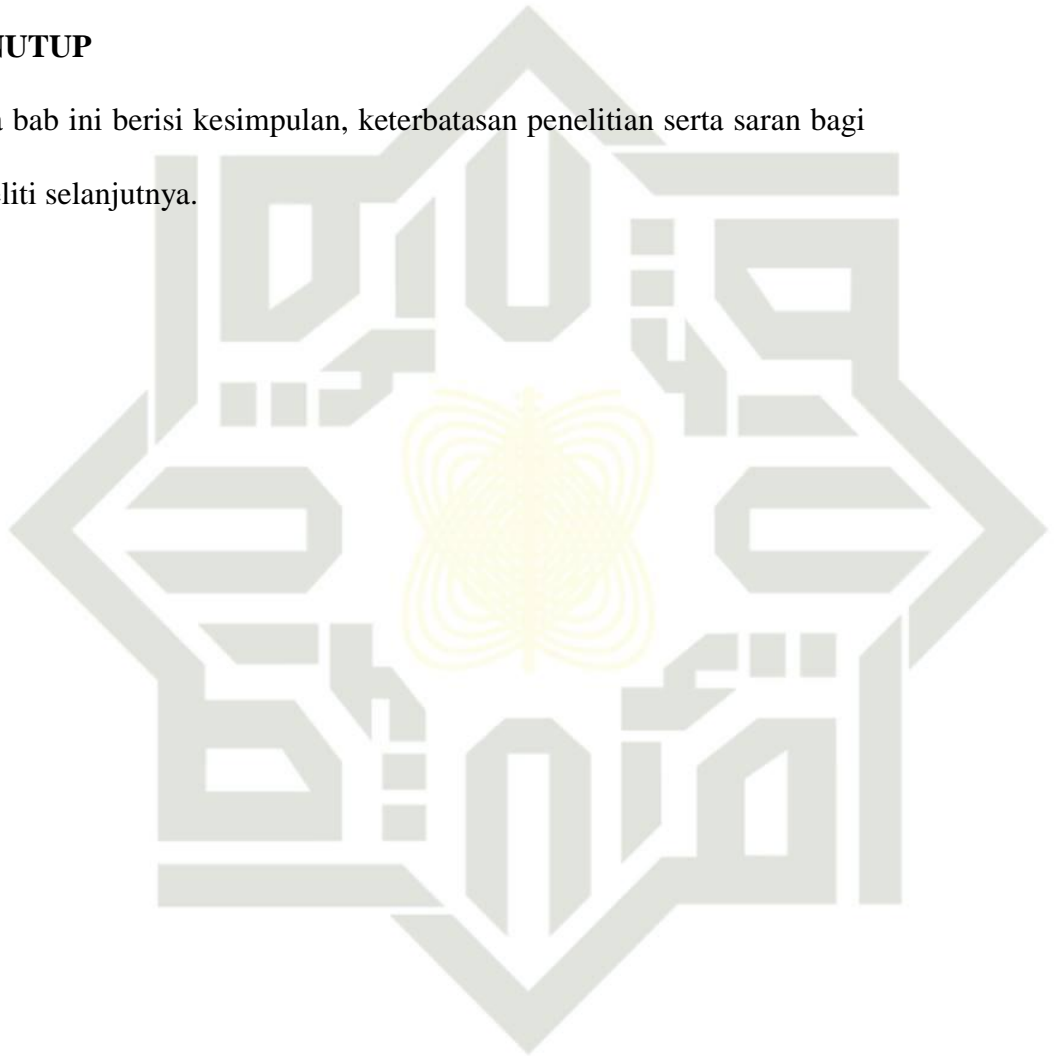 NUTUP
bab ini berisi kesimpulan, keterbatasan penelitian serta saran bagi
eliti selanjutnya.